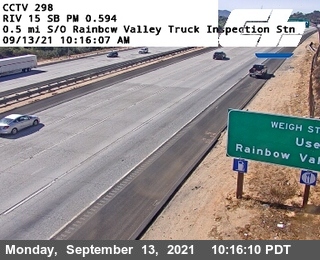 CCTV 298
RIV 15 SB PM 0.594
0.5 mi S/O Rainbow Valley Truck Inspection Stn
09/13/21 10:16:07 AM
WEIGH ST
Use
Rainbow Val
Monday, September 13, 2021 10:16:10 PDT